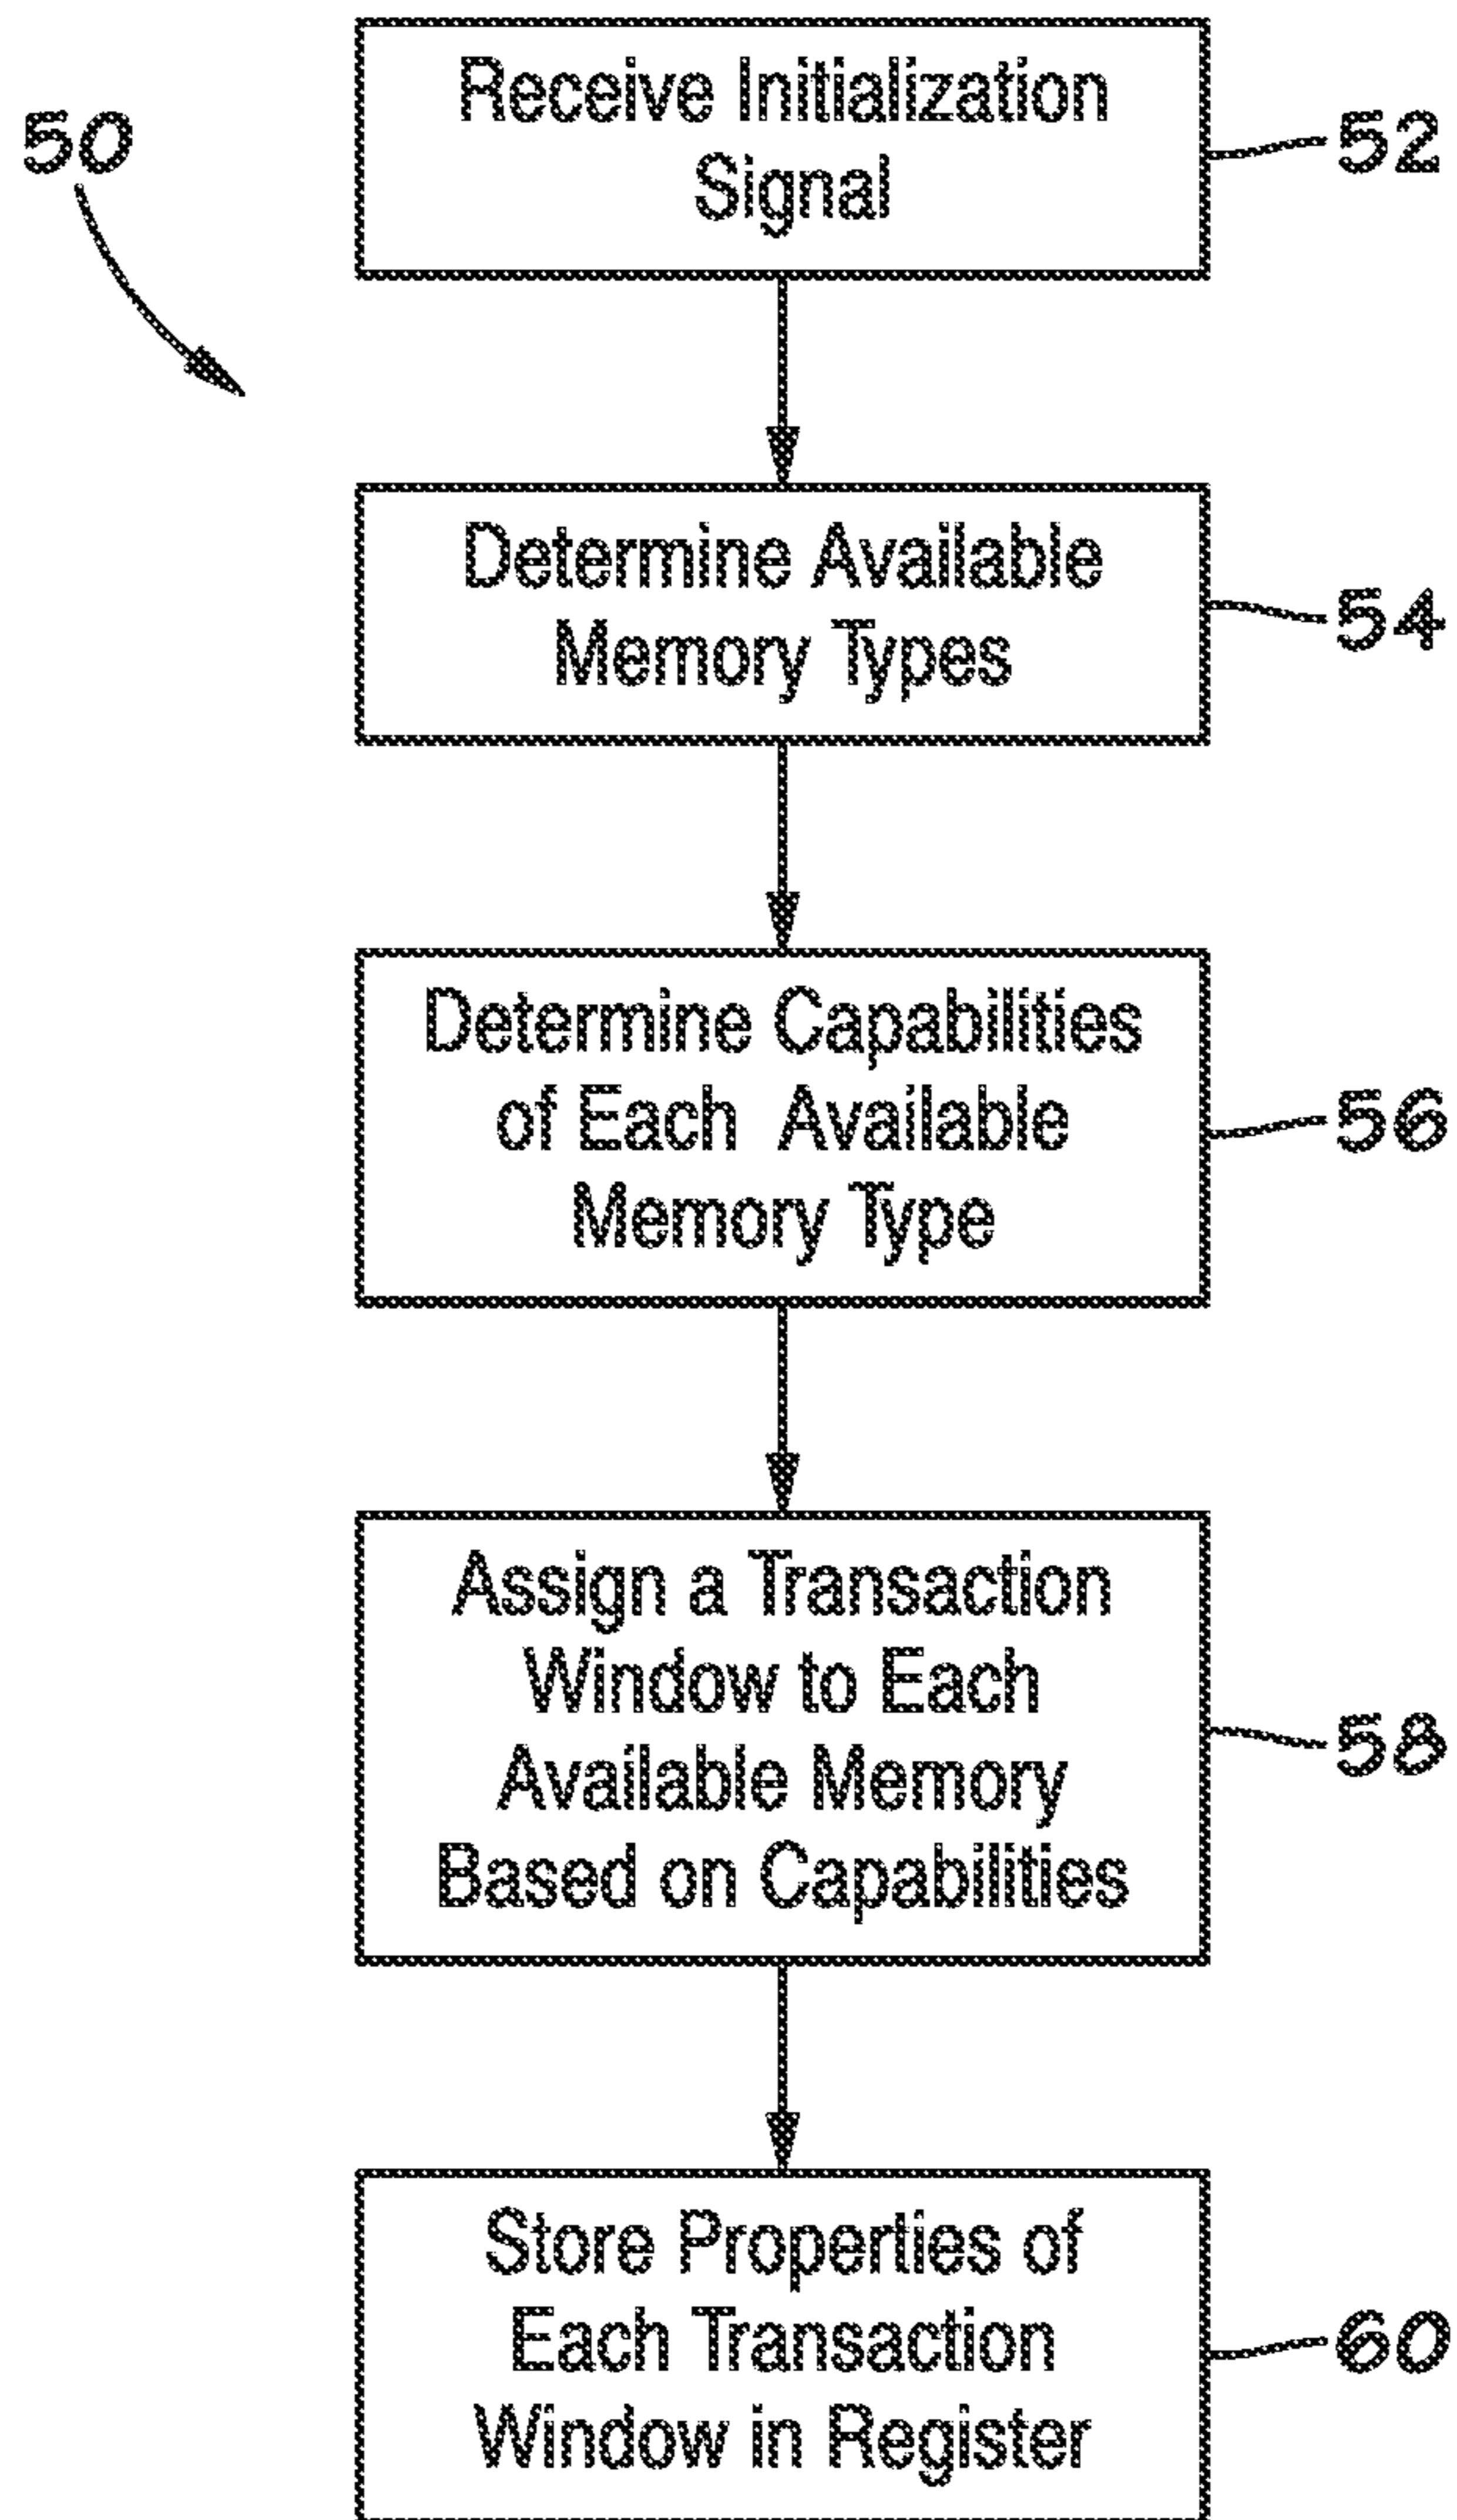 50
Receive Initialization
Signal
52
Determine Available
Memory Types
54
Determine Capabilities
of Each Available
Memory Type
56
Assign a Transaction
Window to Each
Available Memory
Based on Capabilities
58
Store Properties of
Each Transaction
Window in Register
60